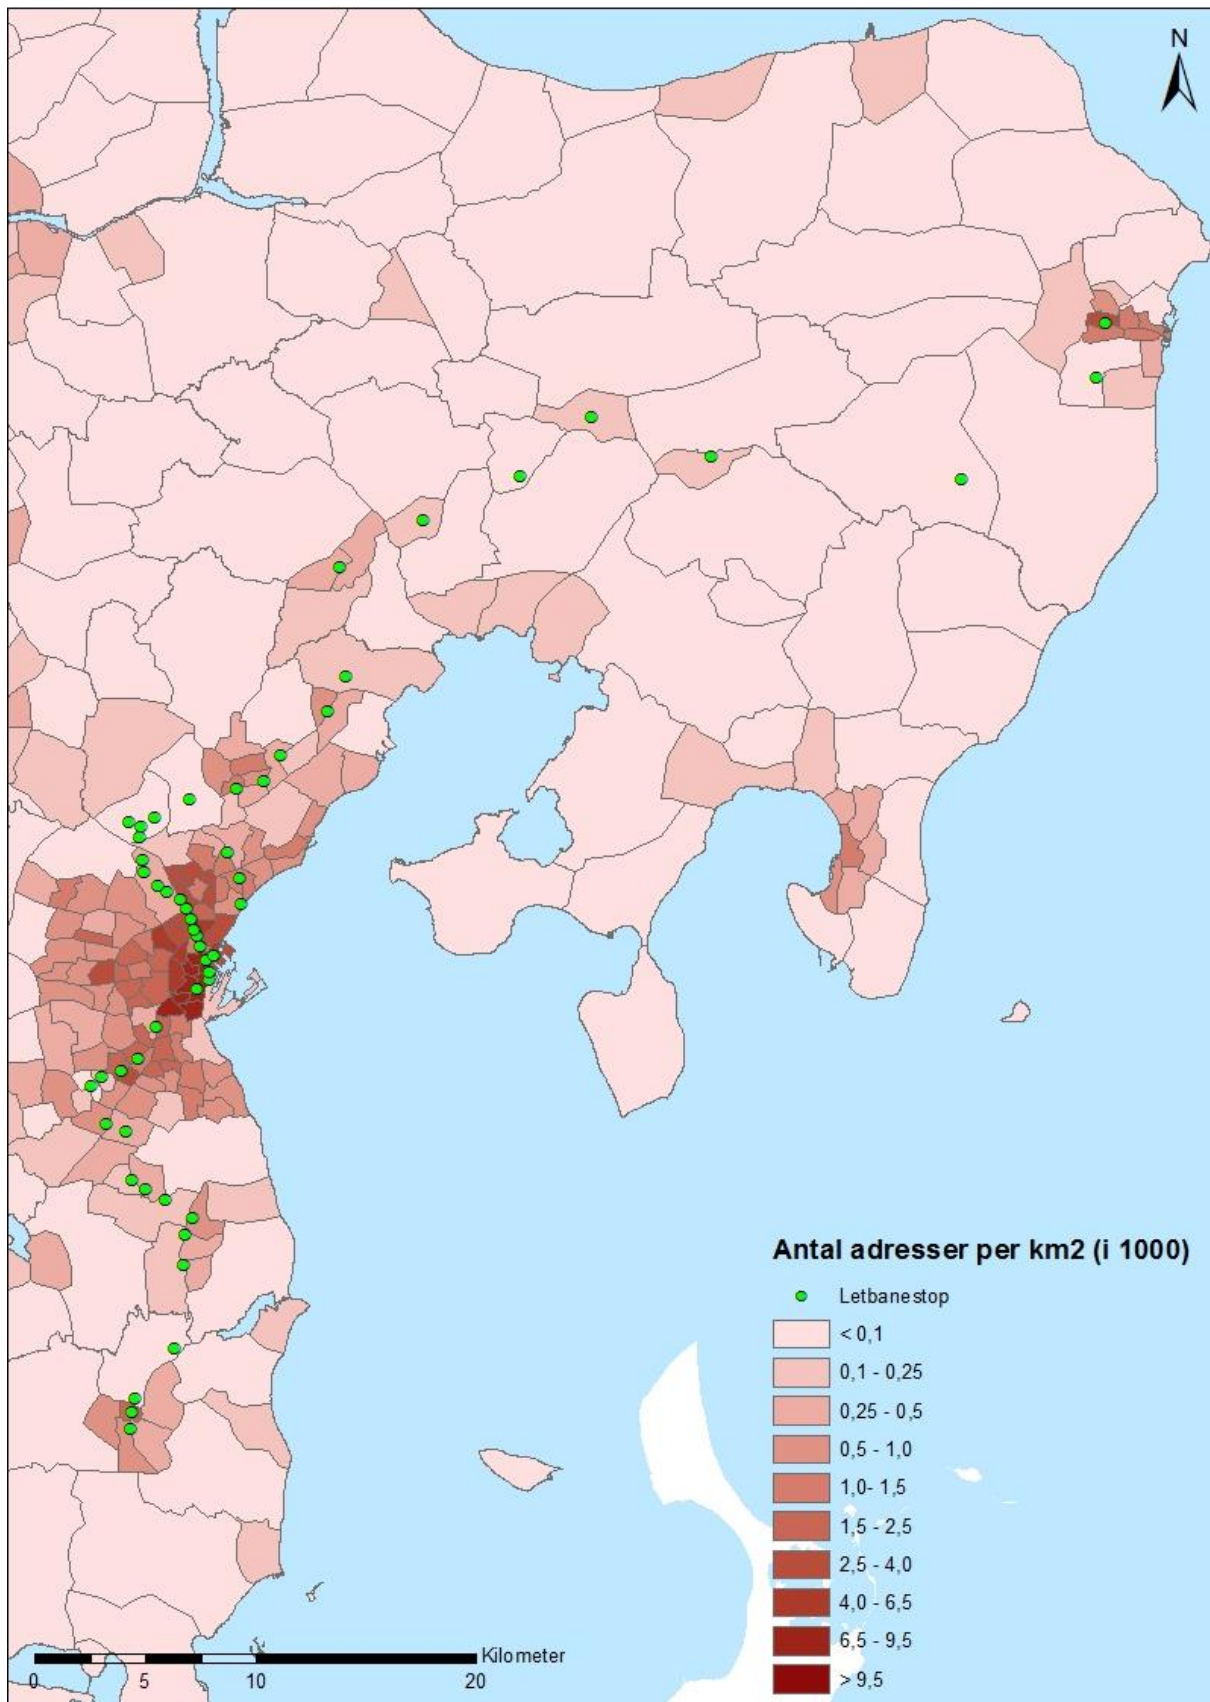 N
Antal adresser per km2 (i 1000)
Letbanestop
< 0,1
0,1 - 0,25
0,25 - 0,5
0,5 - 1,0
1,0- 1,5
1,5 - 2,5
2,5 - 4,0
4,0 - 6,5
6,5 - 9,5
> 9,5
Kilometer
0 5 10 20